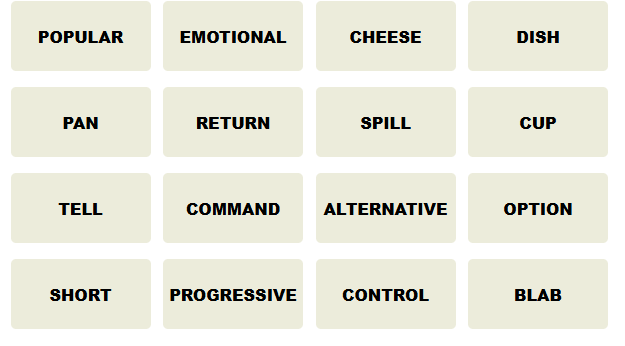 POPULAR EMOTIONAL CHEESE DISH
PAN RETURN SPILL CUP
TELL COMMAND ALTERNATIVE OPTION
SHORT PROGRESSIVE CONTROL BLAB